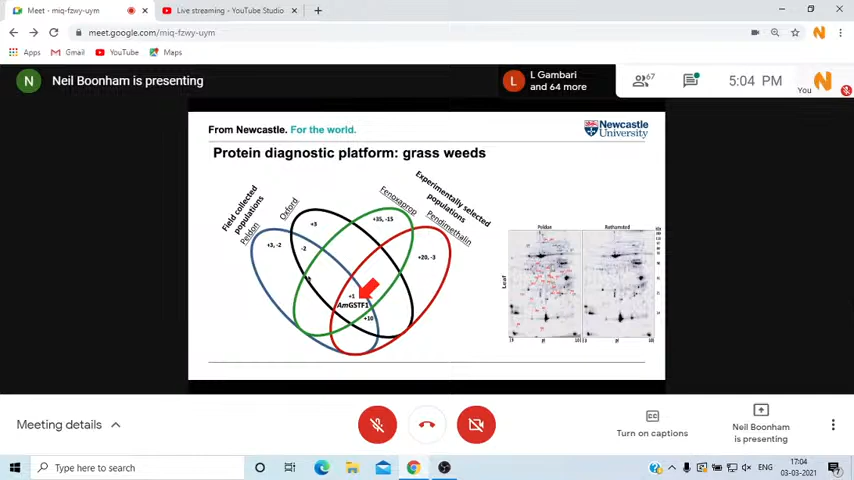 Meet - miq-fzwy-uym
Live streaming - YouTube Studio
meet.google.com/miq-fzwy-uym
Apps
Gmail
YouTube
Maps
N
Neil Boonham is presenting
L
L Gambari
and 64 more
67
5:04 PM
You
From Newcastle. For the world.
Newcastle
University
Protein diagnostic platform: grass weeds
Field collected
populations
Peldon
Oxford
Fenoxaprop
Experimentally selected
populations
Pendimethalin
+3
+35, -15
+3, -2
-2
+20, -3
+1
AmGSTF1
+10
Peldon
Rothamsted
Leaf
Meeting details
Turn on captions
Neil Boonham
is presenting
Type here to search
ENG
17:04
03-03-2021